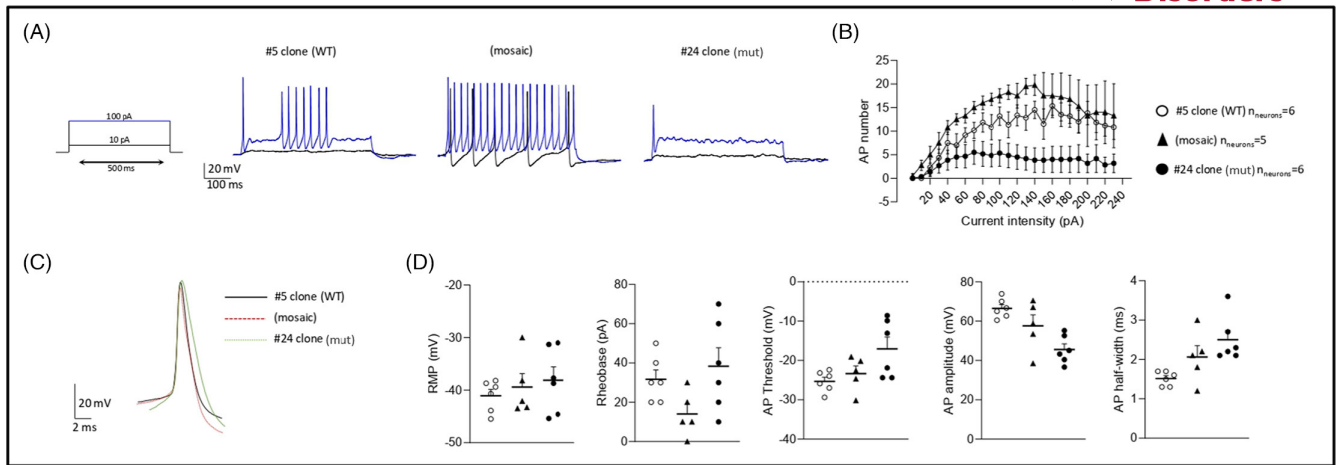 (A)
#5 clone (WT)
(mosaic)
#24 clone (mut)
100 pA
10 pA
500 ms
20 mV
100 ms
(B)
AP number
25
20
15
10
5
0
-5
20 40 60 80 100 120 140 160 180 200 220 240
Current intensity (pA)
#5 clone (WT) nneurons=6
(mosaic) nneurons=5
#24 clone (mut) nneurons=6
(C)
#5 clone (WT)
(mosaic)
#24 clone (mut)
20 mV
2 ms
(D)
RMP (mV)
-20
-30
-40
-50
Rheobase (pA)
80
60
40
20
0
AP Threshold (mV)
0
-10
-20
-30
-40
AP amplitude (mV)
80
60
40
20
0
AP half-width (ms)
4
3
2
1
0